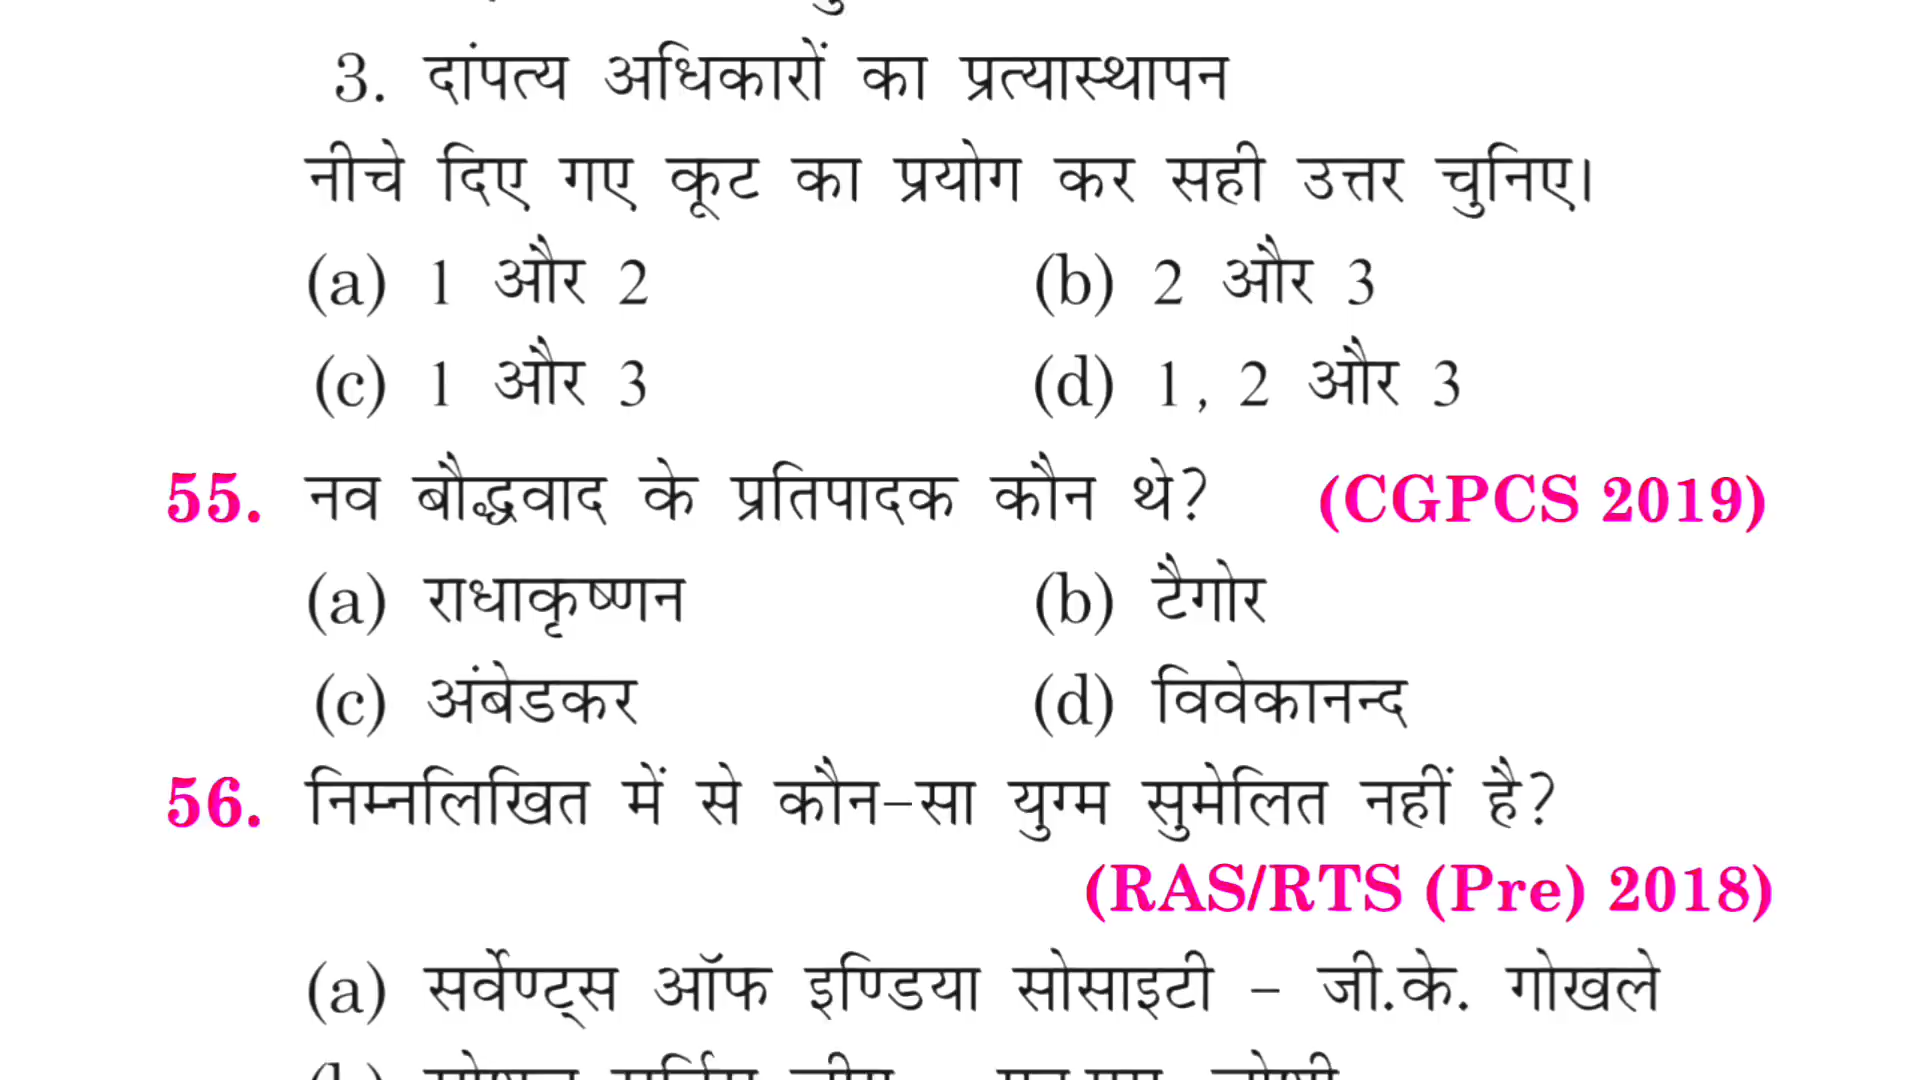 3. दांपत्य अधिकारों का प्रत्यास्थापन
नीचे दिए गए कूट का प्रयोग कर सही उत्तर चुनिए।
(a) 1 और 2 (b) 2 और 3
(c) 1 और 3 (d) 1, 2 और 3
55. नव बौद्धवाद के प्रतिपादक कौन थे? (CGPCS 2019)
(a) राधाकृष्णन (b) टैगोर
(c) अंबेडकर (d) विवेकानन्द
56. निम्नलिखित में से कौन-सा युग्म सुमेलित नहीं है?
(RAS/RTS (Pre) 2018)
(a) सर्वेण्ट्स ऑफ इण्डिया सोसाइटी - जी.के. गोखले